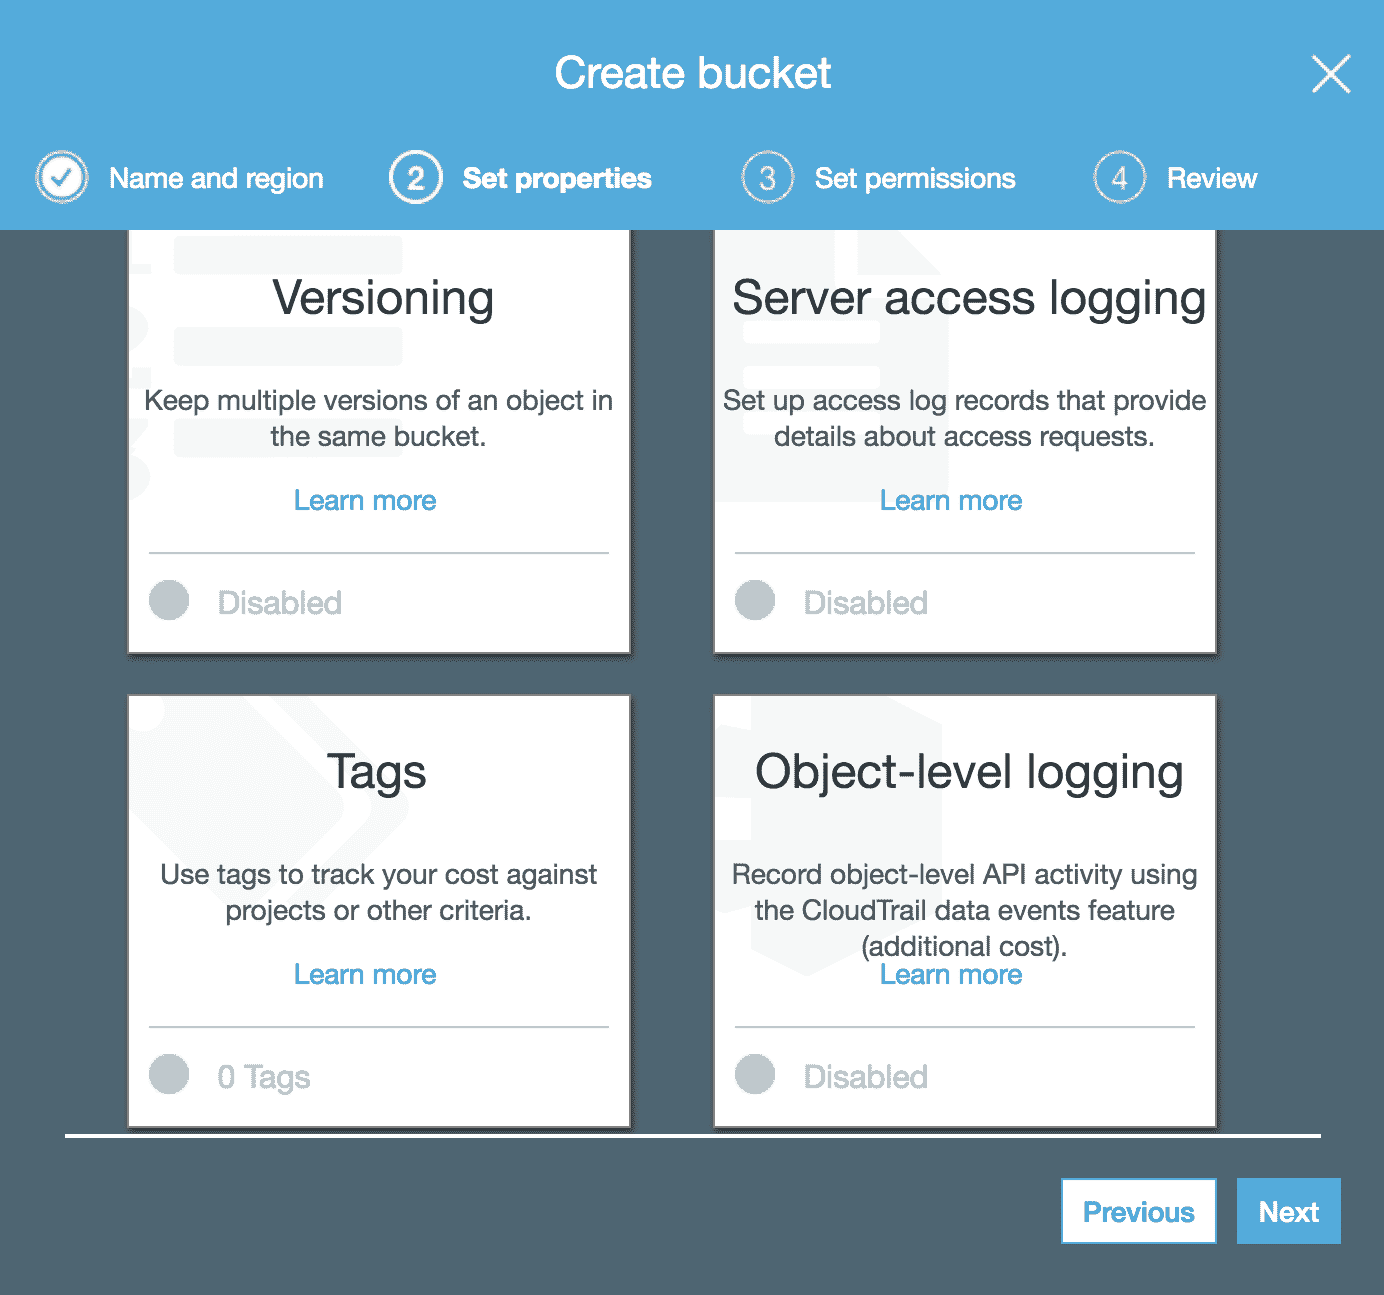 Create bucket
Name and region
2 Set properties
3 Set permissions
4 Review
Versioning
Keep multiple versions of an object in
the same bucket.
Learn more
Disabled
Server access logging
Set up access log records that provide
details about access requests.
Learn more
Disabled
Tags
Use tags to track your cost against
projects or other criteria.
Learn more
0 Tags
Object-level logging
Record object-level API activity using
the CloudTrail data events feature
(additional cost).
Learn more
Disabled
Previous
Next